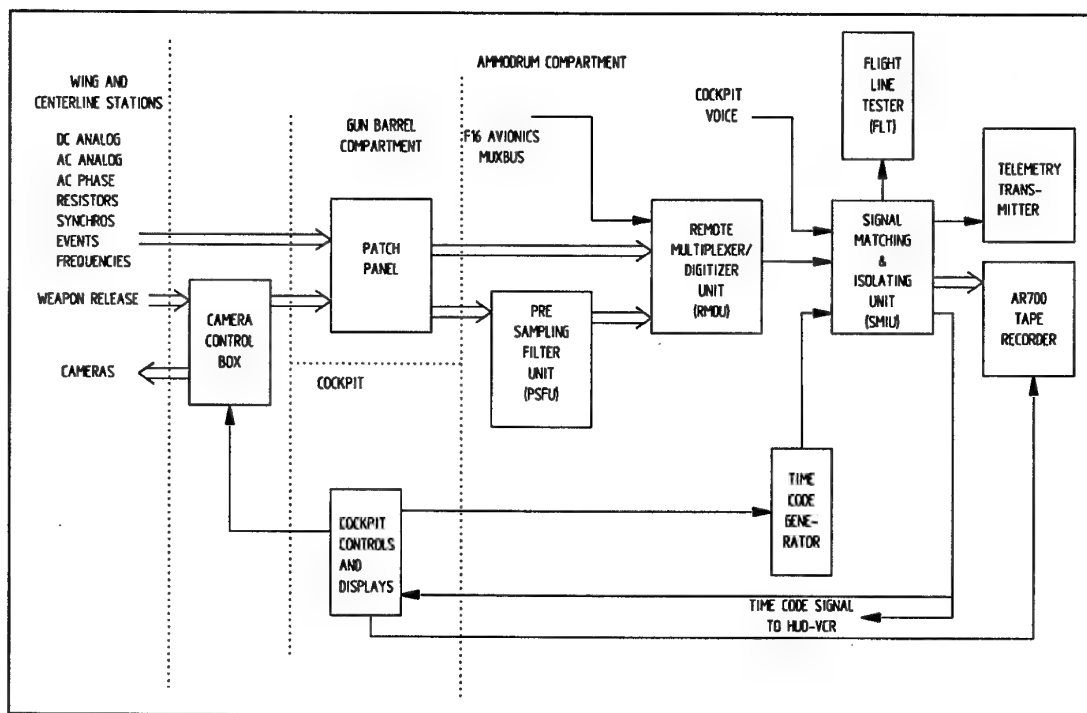 WING AND
CENTERLINE STATIONS
DC ANALOG
AC ANALOG
AC PHASE
RESISTORS
SYNCHROS
EVENTS
FREQUENCIES
WEAPON RELEASE
CAMERAS
CAMERA
CONTROL
BOX
GUN BARREL
COMPARTMENT
PATCH
PANEL
COCKPIT
COCKPIT
CONTROLS
AND
DISPLAYS
AMMODRUM COMPARTMENT
F16 AVIONICS
MUXBUS
PRE
SAMPLING
FILTER
UNIT
(PSFU)
REMOTE
MULTIPLEXER/
DIGITIZER
UNIT
(RMDU)
COCKPIT
VOICE
FLIGHT
LINE
TESTER
(FLT)
SIGNAL
MATCHING
&
ISOLATING
UNIT
(SMIU)
TELEMETRY
TRANS-
MITTER
AR700
TAPE
RECORDER
TIME
CODE
GENE-
RATOR
TIME CODE SIGNAL
TO HUD-VCR